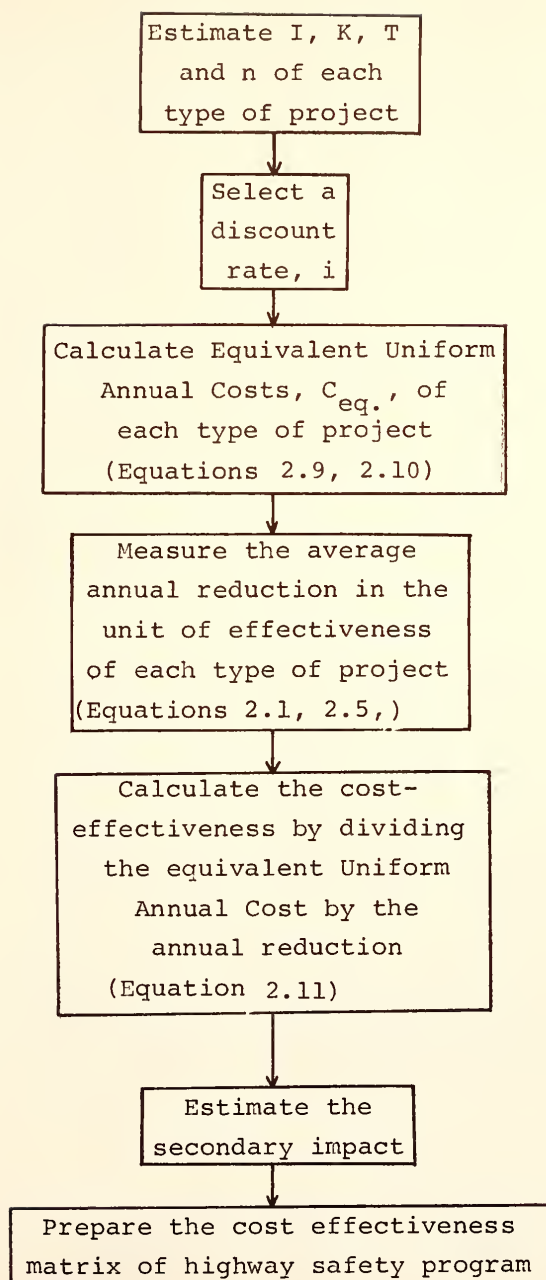 Estimate I, K, T
and n of each
type of project
Select a
discount
rate, i
Calculate Equivalent Uniform
Annual Costs, C_eq., of
each type of project
(Equations 2.9, 2.10)
Measure the average
annual reduction in the
unit of effectiveness
of each type of project
(Equations 2.1, 2.5,)
Calculate the cost-
effectiveness by dividing
the equivalent Uniform
Annual Cost by the
annual reduction
(Equation 2.11)
Estimate the
secondary impact
Prepare the cost effectiveness
matrix of highway safety program